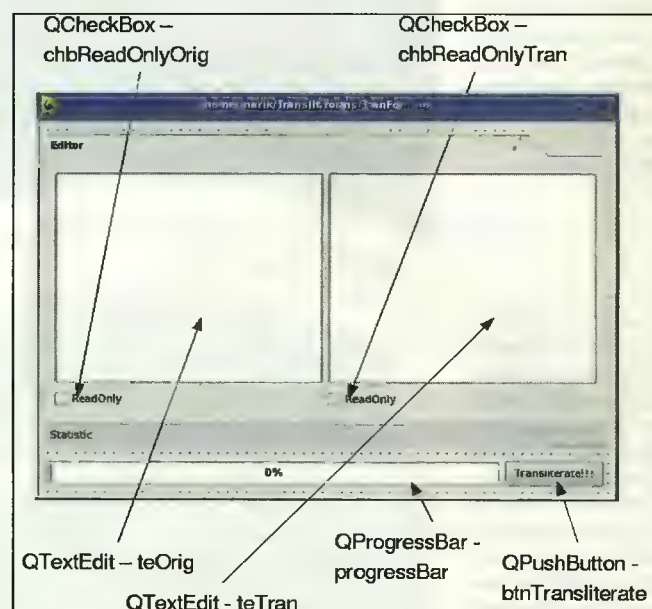 QCheckBox –
chbReadOnlyOrig
QCheckBox –
chbReadOnlyTran
Editor
ReadOnly
ReadOnly
Statistic
0%
Transliterate!!!
QTextEdit – teOrig
QTextEdit - teTran
QProgressBar -
progressBar
QPushButton -
btnTransliterate